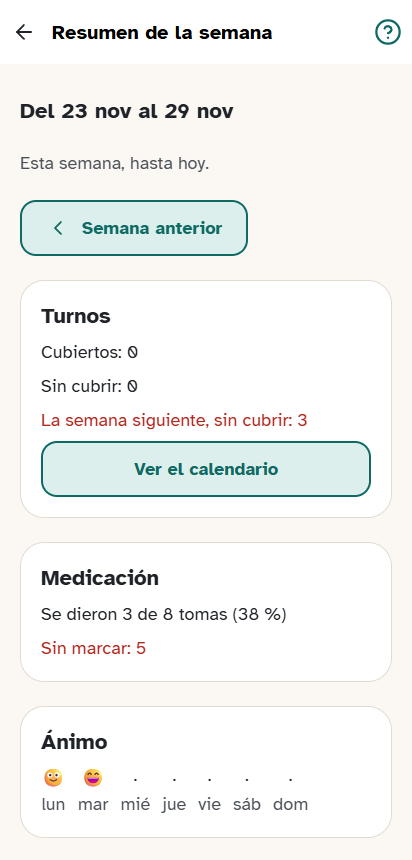 Resumen de la semana
Del 23 nov al 29 nov
Esta semana, hasta hoy.
Semana anterior
Turnos
Cubiertos: 0
Sin cubrir: 0
La semana siguiente, sin cubrir: 3
Ver el calendario
Medicación
Se dieron 3 de 8 tomas (38 %)
Sin marcar: 5
Ánimo
lun mar mié jue vie sáb dom